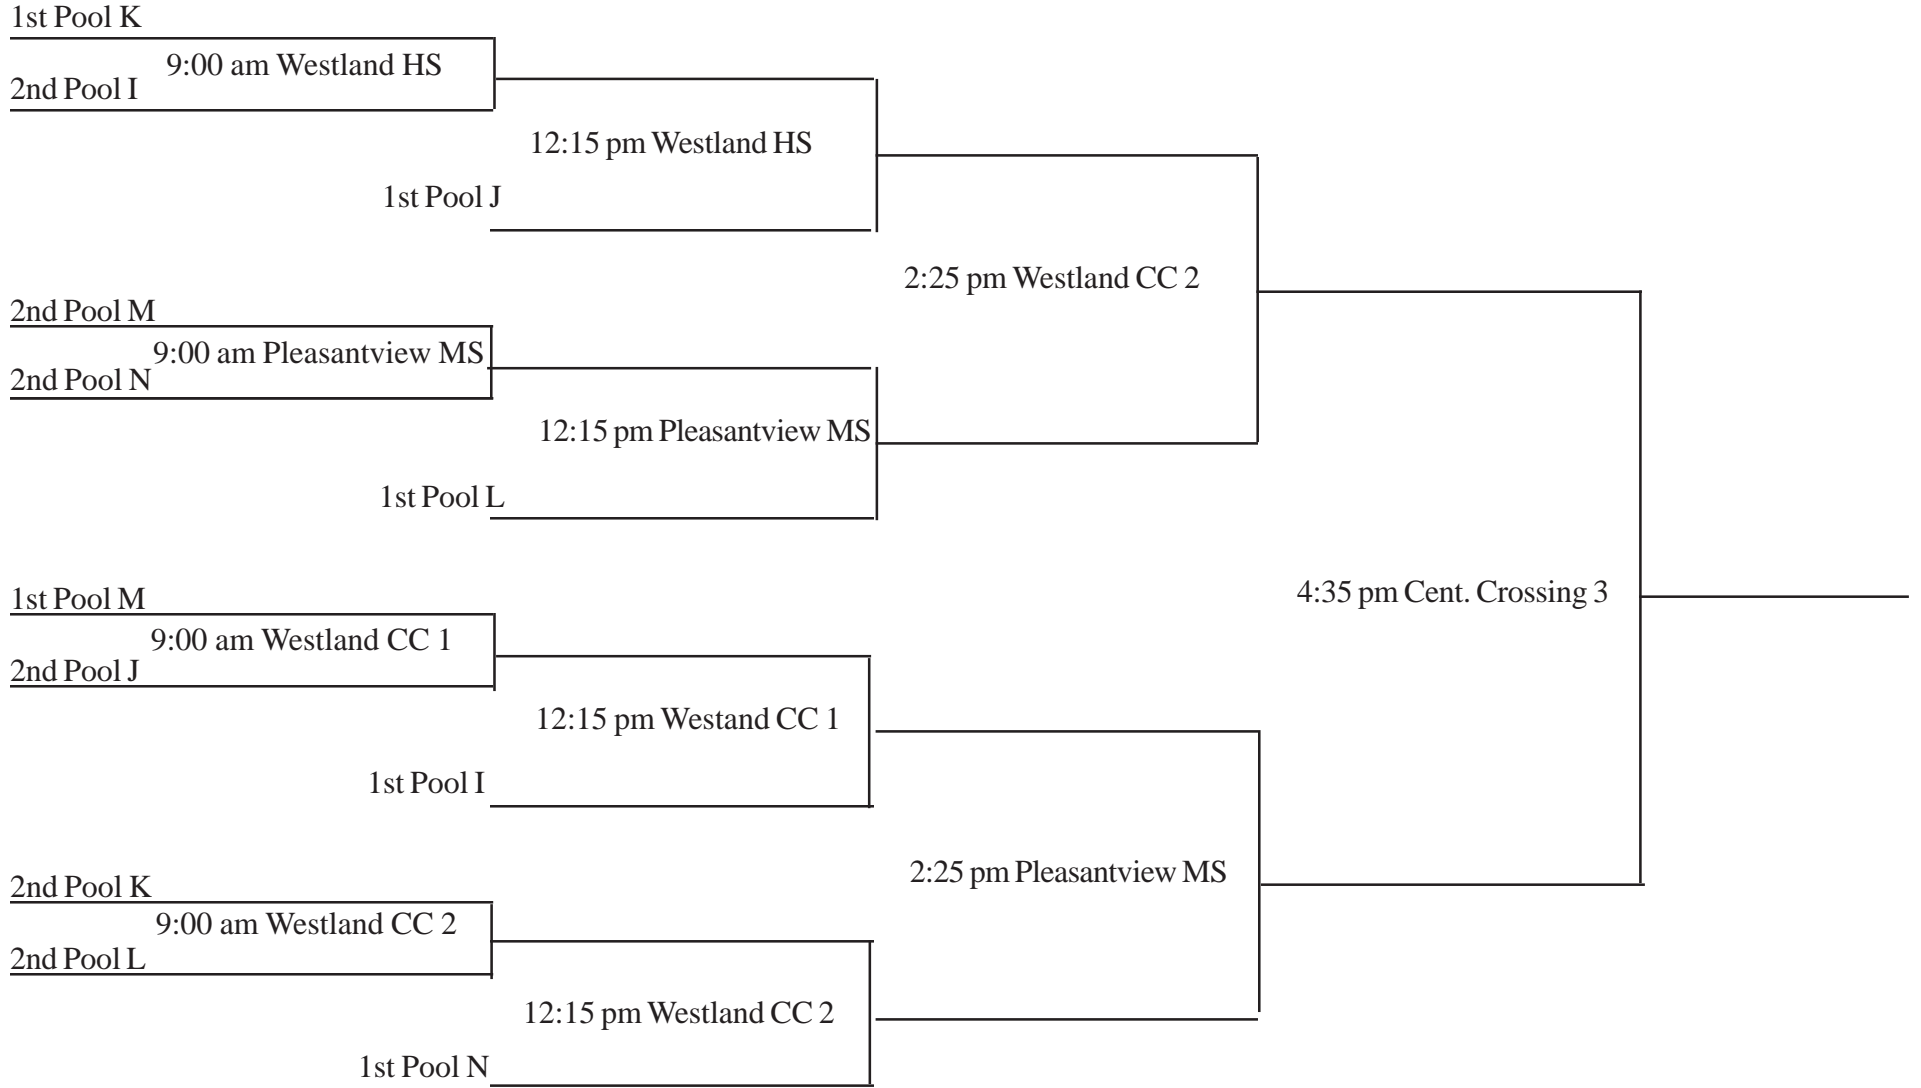 1st Pool K
9:00 am Westland HS
2nd Pool I
12:15 pm Westland HS
1st Pool J
2:25 pm Westland CC 2
2nd Pool M
9:00 am Pleasantview MS
2nd Pool N
12:15 pm Pleasantview MS
1st Pool L
4:35 pm Cent. Crossing 3
1st Pool M
9:00 am Westland CC 1
2nd Pool J
12:15 pm Westand CC 1
1st Pool I
2:25 pm Pleasantview MS
2nd Pool K
9:00 am Westland CC 2
2nd Pool L
12:15 pm Westland CC 2
1st Pool N